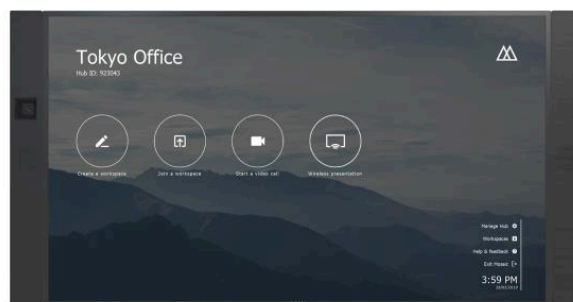 Tokyo Office
Hub ID: 923043
Create a workspace
Join a workspace
Start a video call
Wireless presentation
Manage Hub
Workspaces
Help & feedback
Exit Mosaic
3:59 PM